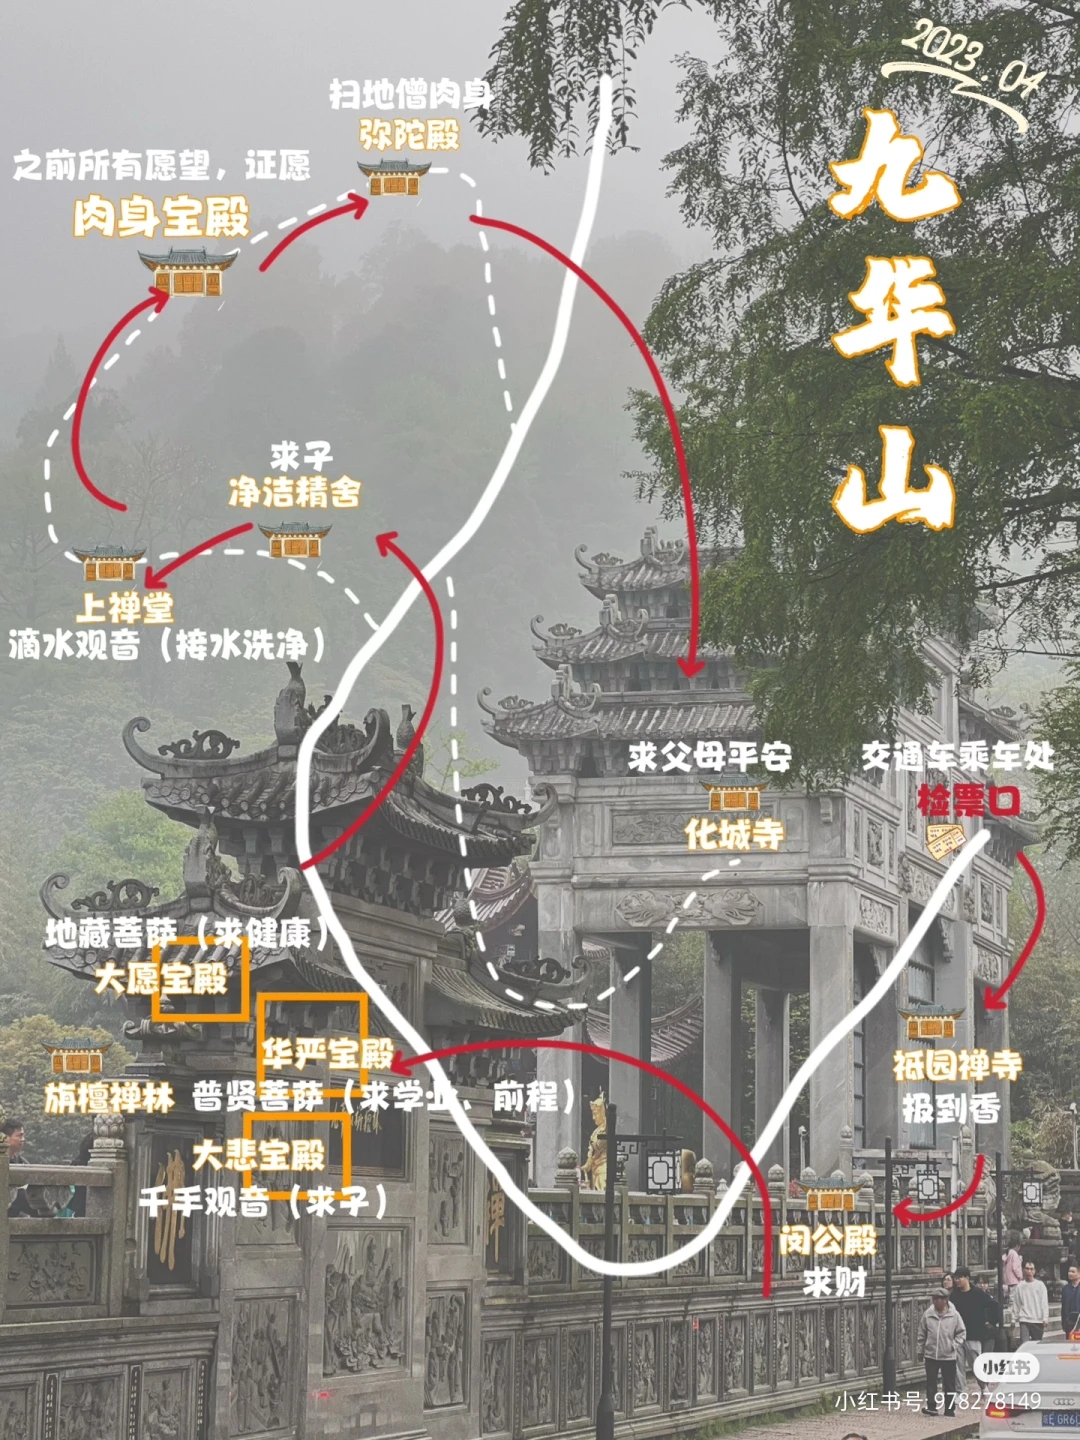 2023.04
九华山
扫地僧肉身
弥陀殿
之前所有愿望，证愿
肉身宝殿
求子
净洁精舍
上禅堂
滴水观音（接水洗净）
求父母平安
化城寺
交通车乘车处
检票口
地藏菩萨（求健康）
大愿宝殿
华严宝殿
旃檀禅林
普贤菩萨（求学业、前程）
大悲宝殿
千手观音（求子）
祇园禅寺
报到香
闵公殿
求财
禅
小红书
小红书号: 978278149